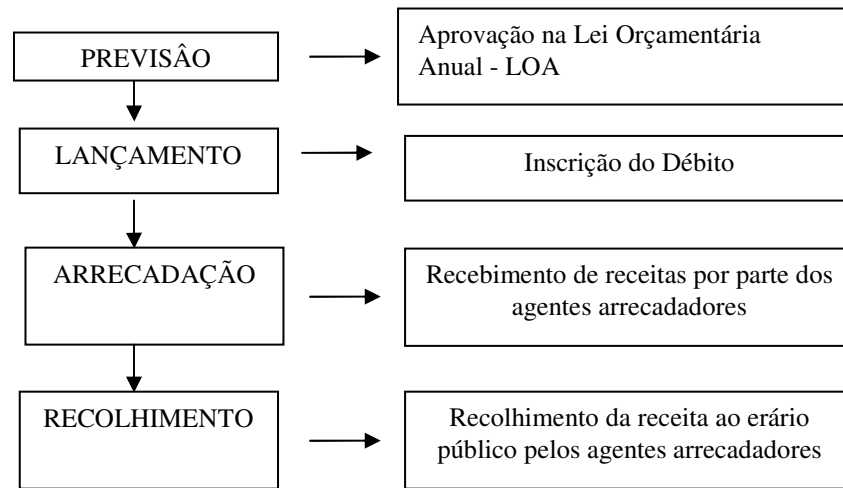 PREVISÂO
Aprovação na Lei Orçamentária
Anual - LOA
LANÇAMENTO
Inscrição do Débito
ARRECADAÇÃO
Recebimento de receitas por parte dos
agentes arrecadadores
RECOLHIMENTO
Recolhimento da receita ao erário
público pelos agentes arrecadadores